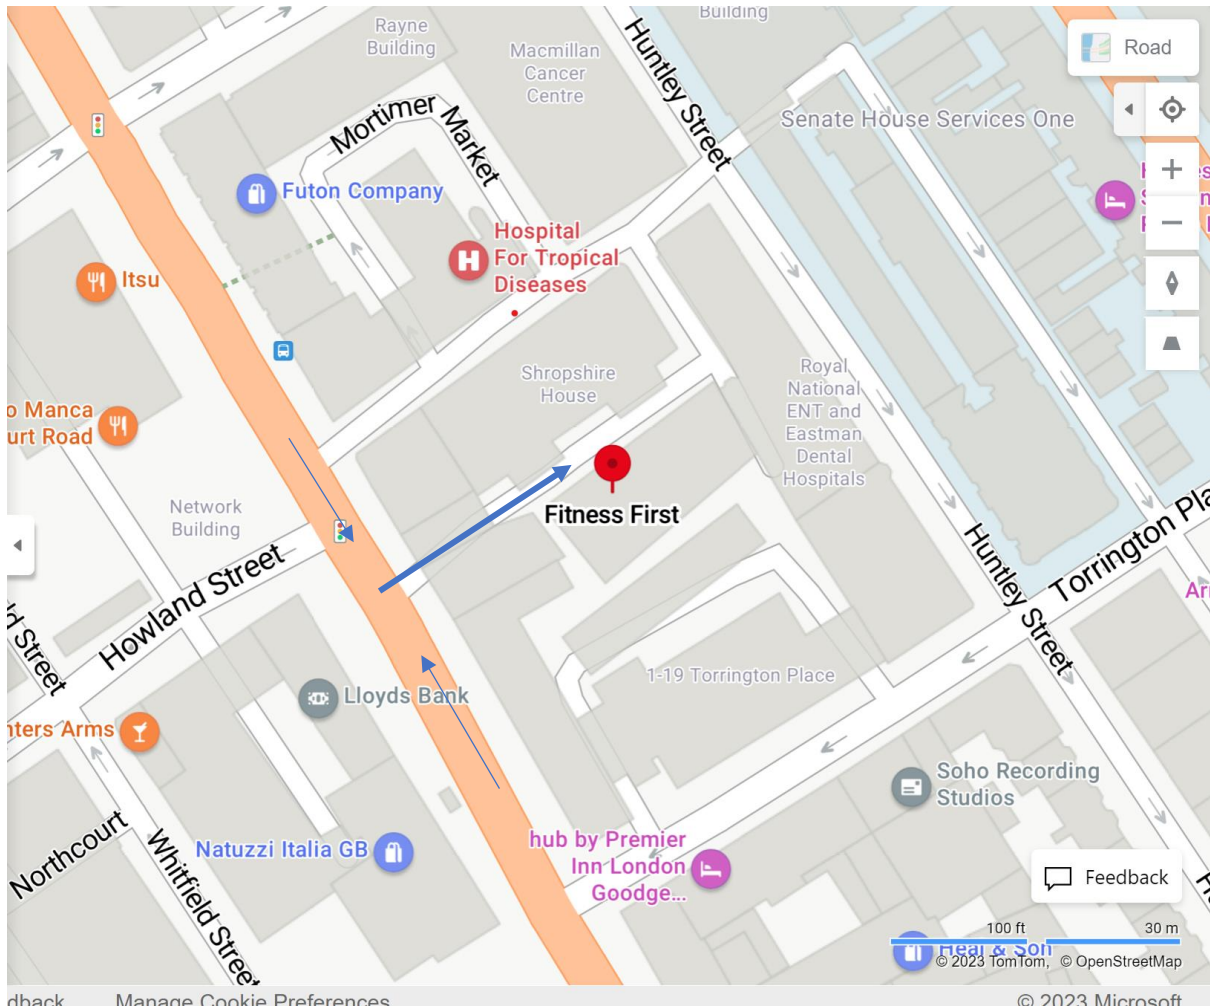 Building
Rayne
Building
Macmillan
Cancer
Centre
Huntley Street
Road
Mortimer Market
Senate House Services One
Futon Company
Hospital
For Tropical
Diseases
Itsu
Shropshire
House
Royal
National
ENT and
Eastman
Dental
Hospitals
o Manca
urt Road
Network
Building
Fitness First
Howland Street
Huntley Street
Torrington Pla
d Street
Ar
Lloyds Bank
1-19 Torrington Place
nters Arms
Soho Recording
Studios
Natuzzi Italia GB
hub by Premier
Inn London
Goodge...
Northcourt
Whitfield Street
Feedback
100 ft
30 m
Heal & Son
© 2023 TomTom, © OpenStreetMap
dback
Manage Cookie Preferences
© 2023 Microsoft